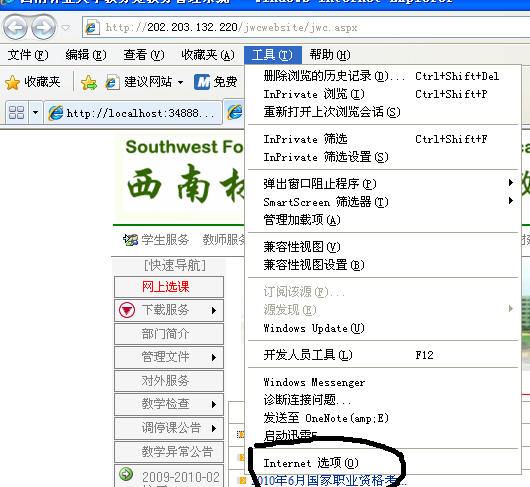 http://202.203.132.220/jwcwebsite/jwc.aspx
文件(F) 编辑(E) 查看(V) 收藏夹(A) 工具(T) 帮助(H)
收藏夹 建议网站 免费
http://localhost:34888...
删除浏览的历史记录(D)... Ctrl+Shift+Del
InPrivate 浏览(I) Ctrl+Shift+P
重新打开上次浏览会话(S)
InPrivate 筛选 Ctrl+Shift+F
InPrivate 筛选设置(S)
弹出窗口阻止程序(P)
SmartScreen 筛选器(T)
管理加载项(A)
兼容性视图(V)
兼容性视图设置(B)
订阅该源(F)...
源发现(E)
Windows Update(U)
开发人员工具(L) F12
Windows Messenger
诊断连接问题...
发送至 OneNote(amp;E)
启动迅雷5
Internet 选项(O)
Southwest Fo
西南林
学生服务 教师服务
[快速导航]
网上选课
下载服务
部门简介
管理文件
对外服务
教学检查
调停课公告
教学异常公告
2009-2010-02
2010年6月国家职业资格考...